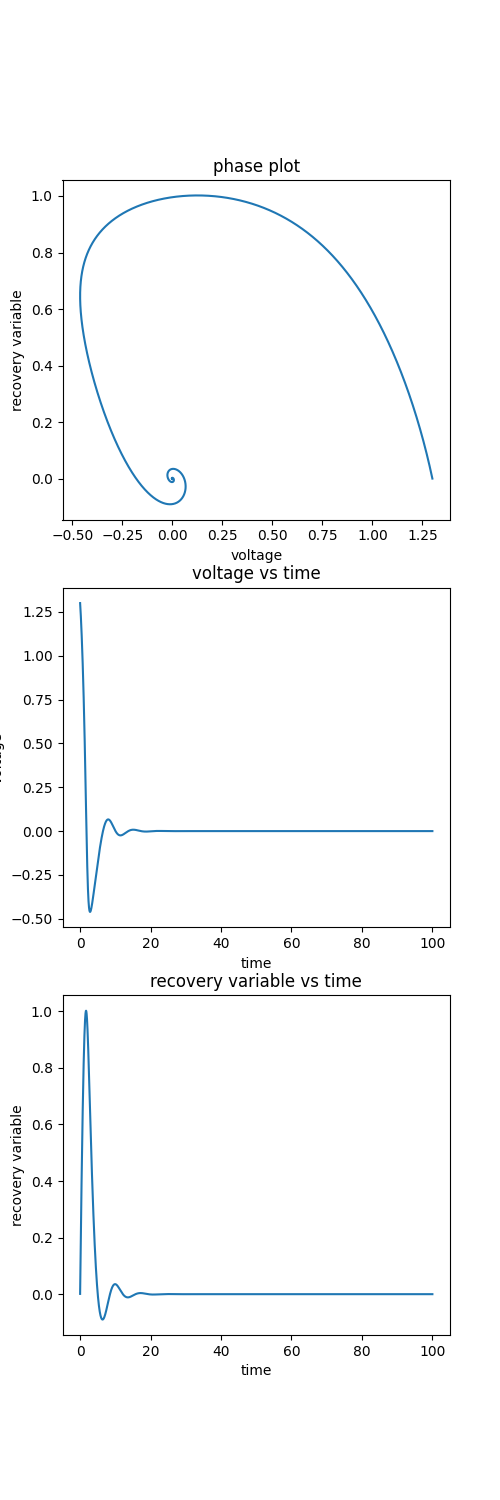 phase plot
1.0
0.8
0.6
0.4
0.2
0.0
recovery variable
−0.50 −0.25 0.00 0.25 0.50 0.75 1.00 1.25
voltage
voltage vs time
1.25
1.00
0.75
0.50
0.25
0.00
−0.25
−0.50
0 20 40 60 80 100
time
recovery variable vs time
1.0
0.8
0.6
0.4
0.2
0.0
recovery variable
0 20 40 60 80 100
time